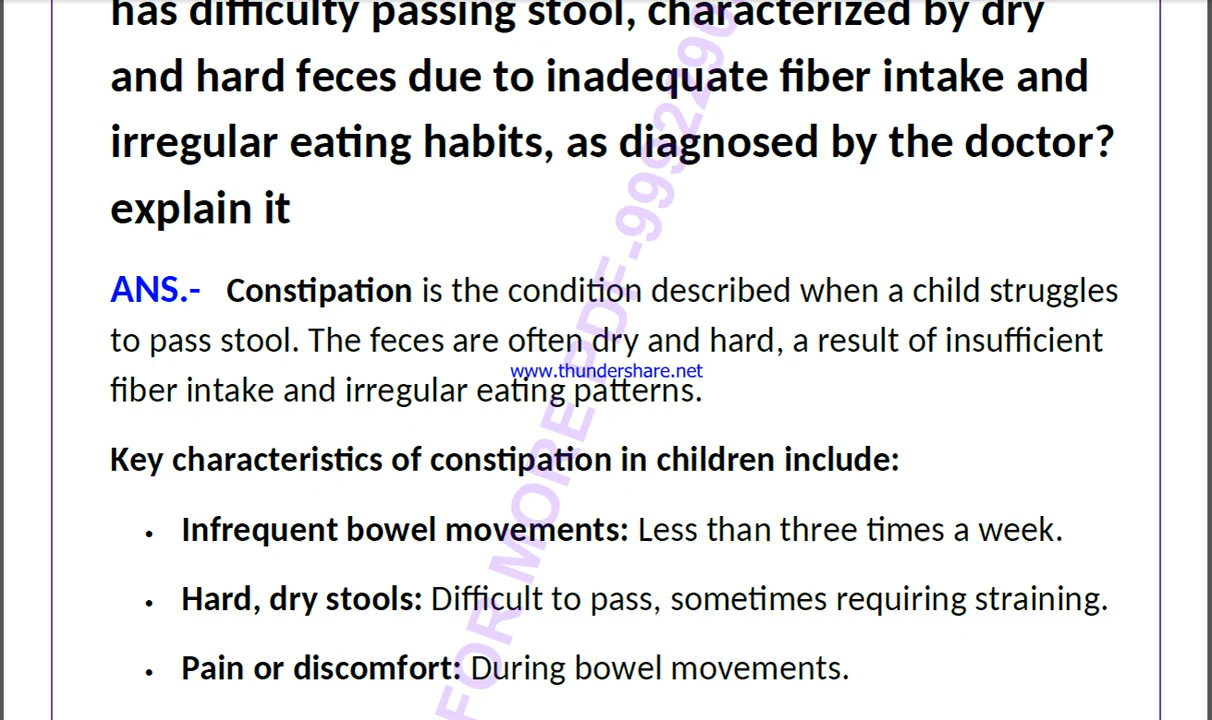 has difficulty passing stool, characterized by dry
and hard feces due to inadequate fiber intake and
irregular eating habits, as diagnosed by the doctor?
explain it
ANS.- Constipation is the condition described when a child struggles
to pass stool. The feces are often dry and hard, a result of insufficient
www.thundershare.net
fiber intake and irregular eating patterns.
Key characteristics of constipation in children include:
• Infrequent bowel movements: Less than three times a week.
• Hard, dry stools: Difficult to pass, sometimes requiring straining.
• Pain or discomfort: During bowel movements.
FOR MORE PDF-999229